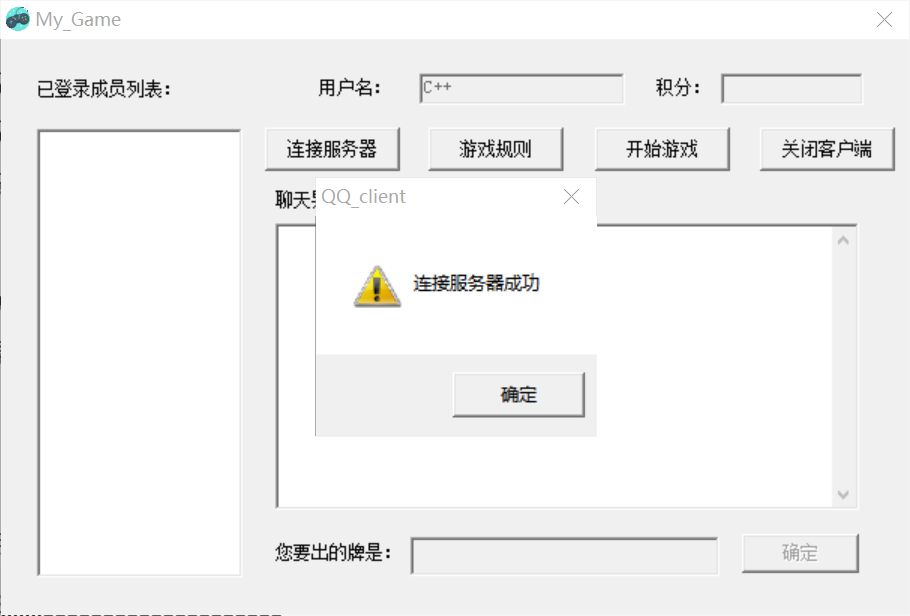 My_Game
已登录成员列表：
用户名：
C++
积分：
连接服务器
游戏规则
开始游戏
关闭客户端
聊天
QQ_client
连接服务器成功
确定
您要出的牌是：
确定